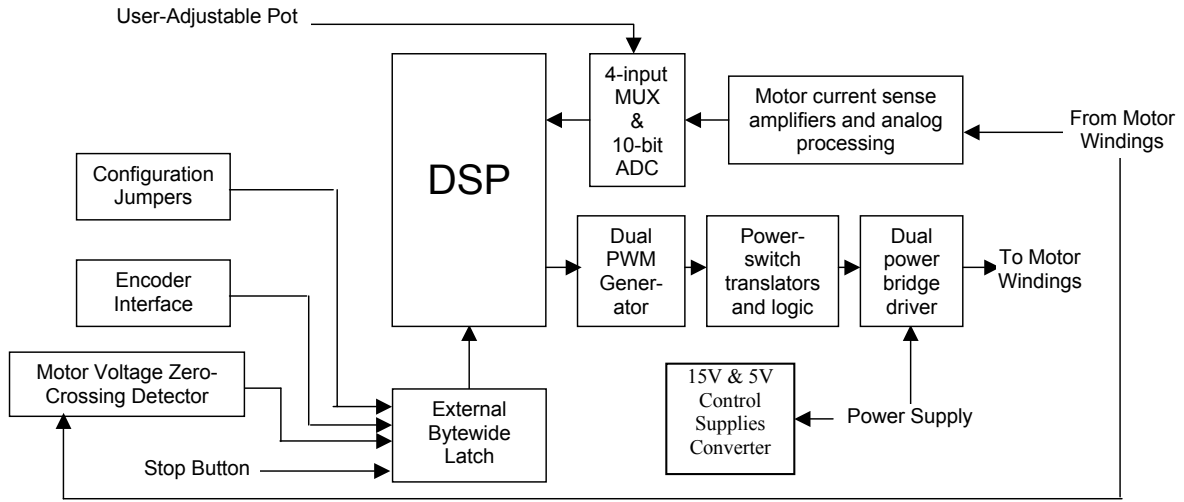 User-Adjustable Pot
4-input
MUX
&
10-bit
ADC
Motor current sense
amplifiers and analog
processing
From Motor
Windings
DSP
Configuration
Jumpers
Encoder
Interface
Dual
PWM
Gener-
ator
Power-
switch
translators
and logic
Dual
power
bridge
driver
To Motor
Windings
Motor Voltage Zero-
Crossing Detector
External
Bytewide
Latch
15V & 5V
Control
Supplies
Converter
Power Supply
Stop Button